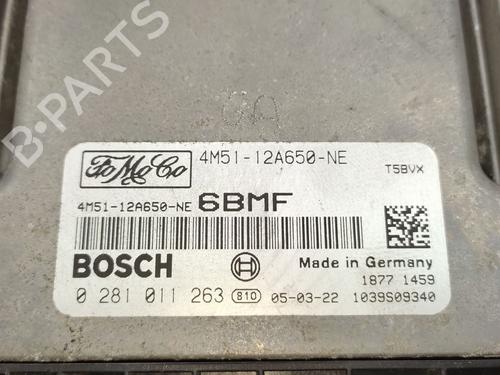 B-PARTS
GA
FoMoCo
4M51-12A650-NE
T5BVX
4M51-12A650-NE 6BMF
BOSCH
Made in Germany
1877 1459
0 281 011 263 810 05-03-22 1039S09340